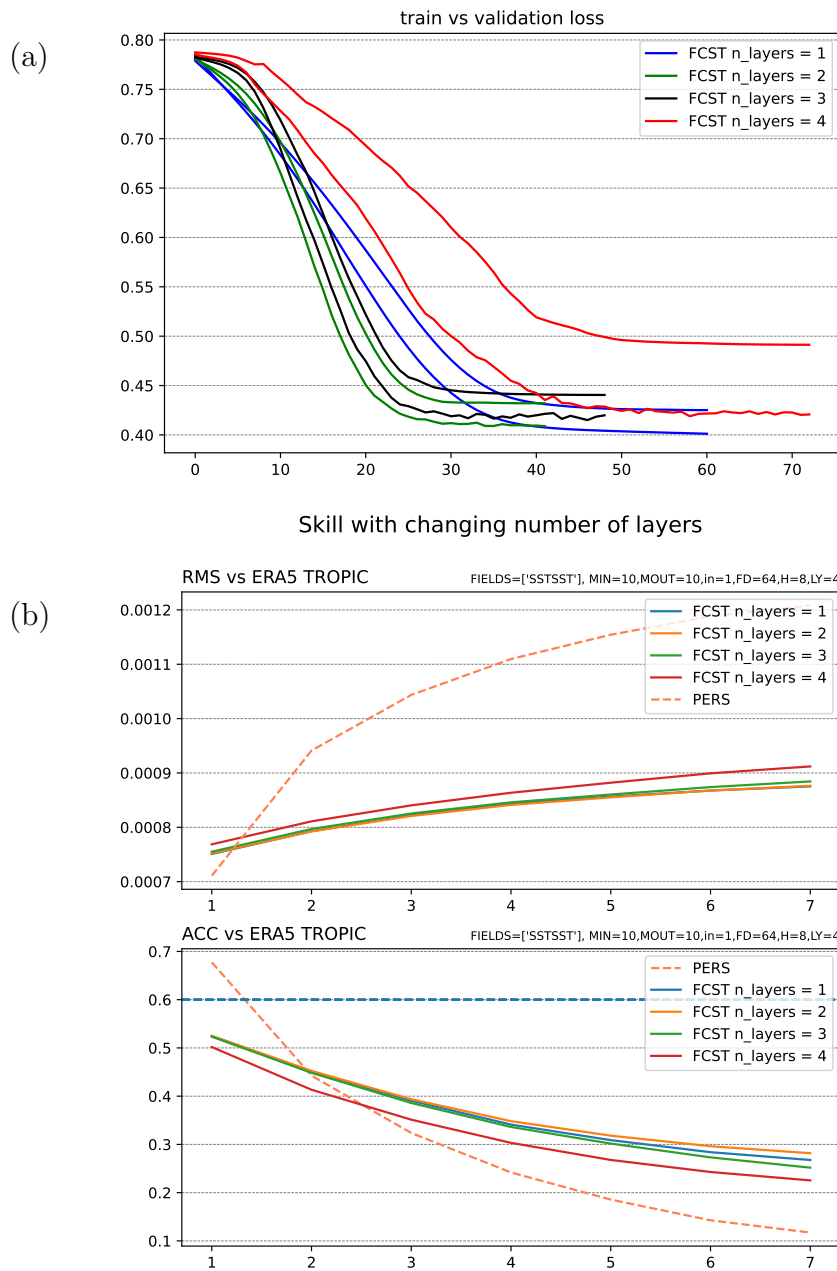 (a)
train vs validation loss
0.80
0.75
0.70
0.65
0.60
0.55
0.50
0.45
0.40
FCST n_layers = 1
FCST n_layers = 2
FCST n_layers = 3
FCST n_layers = 4
0 10 20 30 40 50 60 70
Skill with changing number of layers
(b)
RMS vs ERA5 TROPIC FIELDS=['SSTSST'], MIN=10,MOUT=10,in=1,FD=64,H=8,LY=4
0.0012
0.0011
0.0010
0.0009
0.0008
0.0007
FCST n_layers = 1
FCST n_layers = 2
FCST n_layers = 3
FCST n_layers = 4
PERS
1 2 3 4 5 6 7
ACC vs ERA5 TROPIC FIELDS=['SSTSST'], MIN=10,MOUT=10,in=1,FD=64,H=8,LY=4
0.7
0.6
0.5
0.4
0.3
0.2
0.1
PERS
FCST n_layers = 1
FCST n_layers = 2
FCST n_layers = 3
FCST n_layers = 4
1 2 3 4 5 6 7